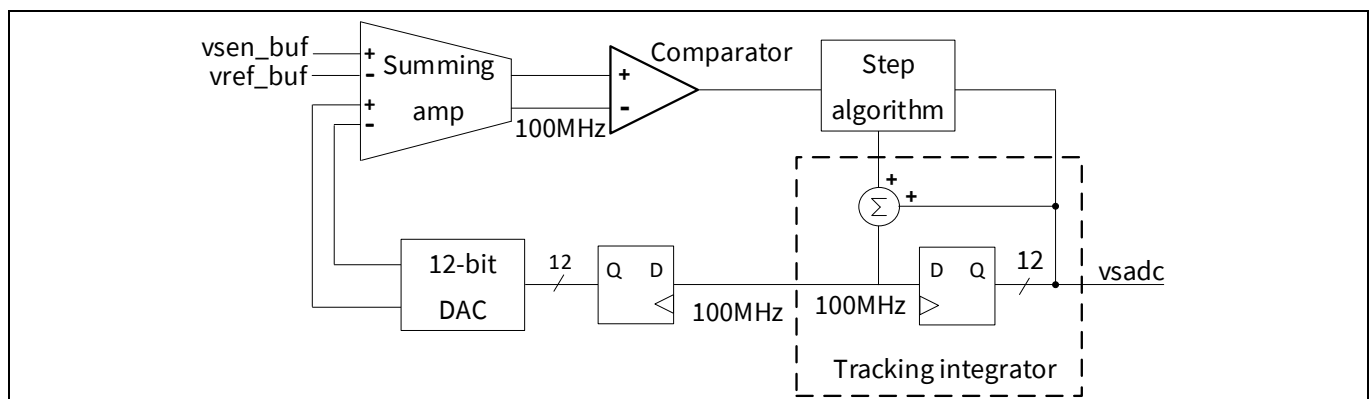 vsen_buf
vref_buf
+
-
+
-
Summing
amp
100MHz
+
-
Comparator
Step
algorithm
+
+
Σ
12-bit
DAC
12
Q D
100MHz
100MHz
D Q
12
vsadc
Tracking integrator